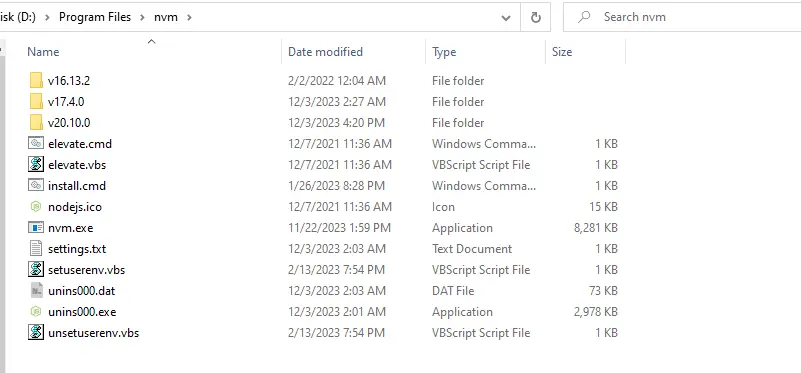 isk (D:) > Program Files > nvm > Search nvm
Name Date modified Type Size
v16.13.2 2/2/2022 12:04 AM File folder
v17.4.0 12/3/2023 2:27 AM File folder
v20.10.0 12/3/2023 4:20 PM File folder
elevate.cmd 12/7/2021 11:36 AM Windows Comma... 1 KB
elevate.vbs 12/7/2021 11:36 AM VBScript Script File 1 KB
install.cmd 1/26/2023 8:28 PM Windows Comma... 1 KB
nodejs.ico 12/7/2021 11:36 AM Icon 15 KB
nvm.exe 11/22/2023 1:59 PM Application 8,281 KB
settings.txt 12/3/2023 2:03 AM Text Document 1 KB
setuserenv.vbs 2/13/2023 7:54 PM VBScript Script File 1 KB
unins000.dat 12/3/2023 2:03 AM DAT File 73 KB
unins000.exe 12/3/2023 2:01 AM Application 2,978 KB
unsetuserenv.vbs 2/13/2023 7:54 PM VBScript Script File 1 KB